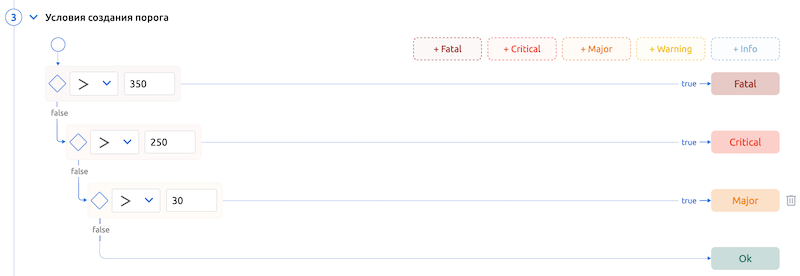 3 Условия создания порога
+ Fatal + Critical + Major + Warning + Info
> 350 true Fatal
false
> 250 true Critical
false
> 30 true Major
false
Ok